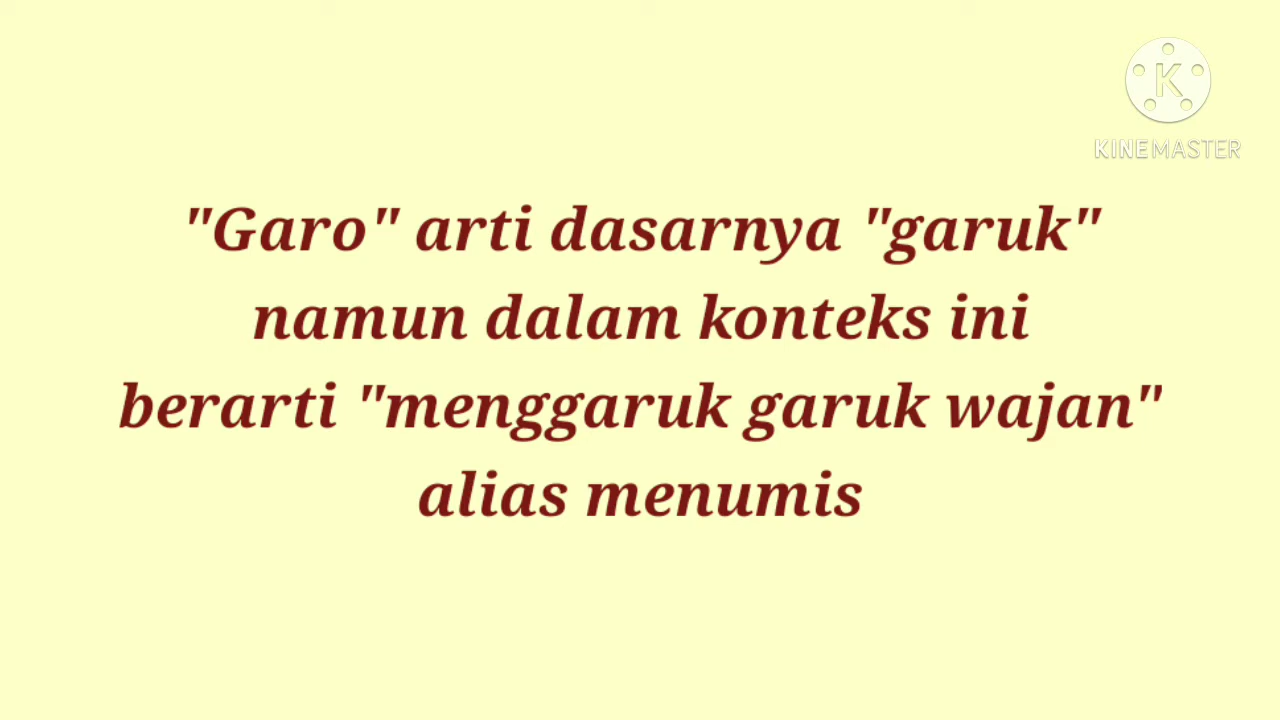 KINEMASTER
"Garo" arti dasarnya "garuk"
namun dalam konteks ini
berarti "menggaruk garuk wajan"
alias menumis